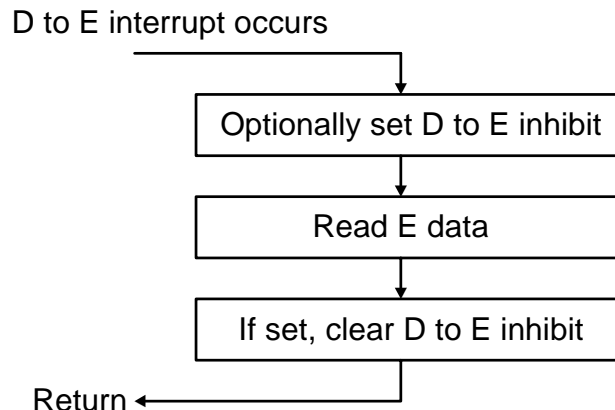 D to E interrupt occurs
Optionally set D to E inhibit
Read E data
If set, clear D to E inhibit
Return